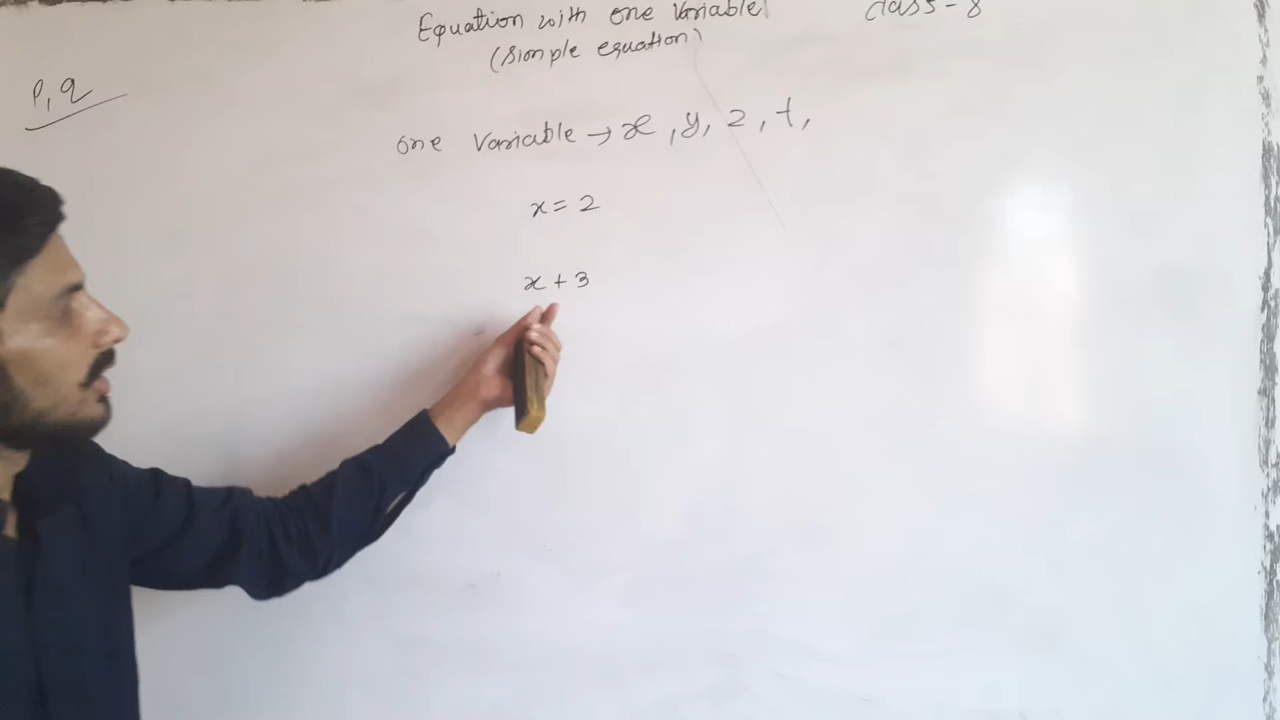 Equation with one variable class-8
(Simple equation)
P, q
one variable → x, y, z, t,
x = 2
x + 3